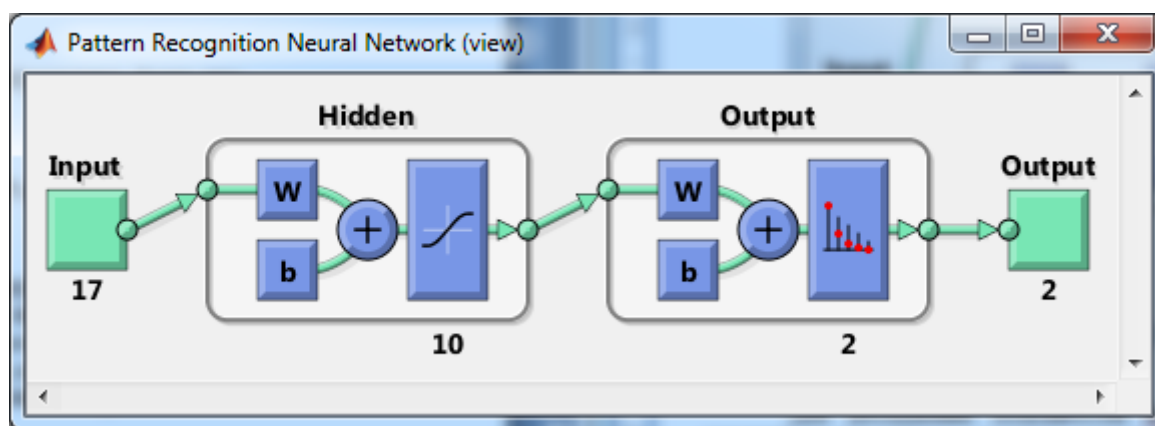 Pattern Recognition Neural Network (view)
Hidden
Output
Input
Output
W
W
b
b
17
2
10
2